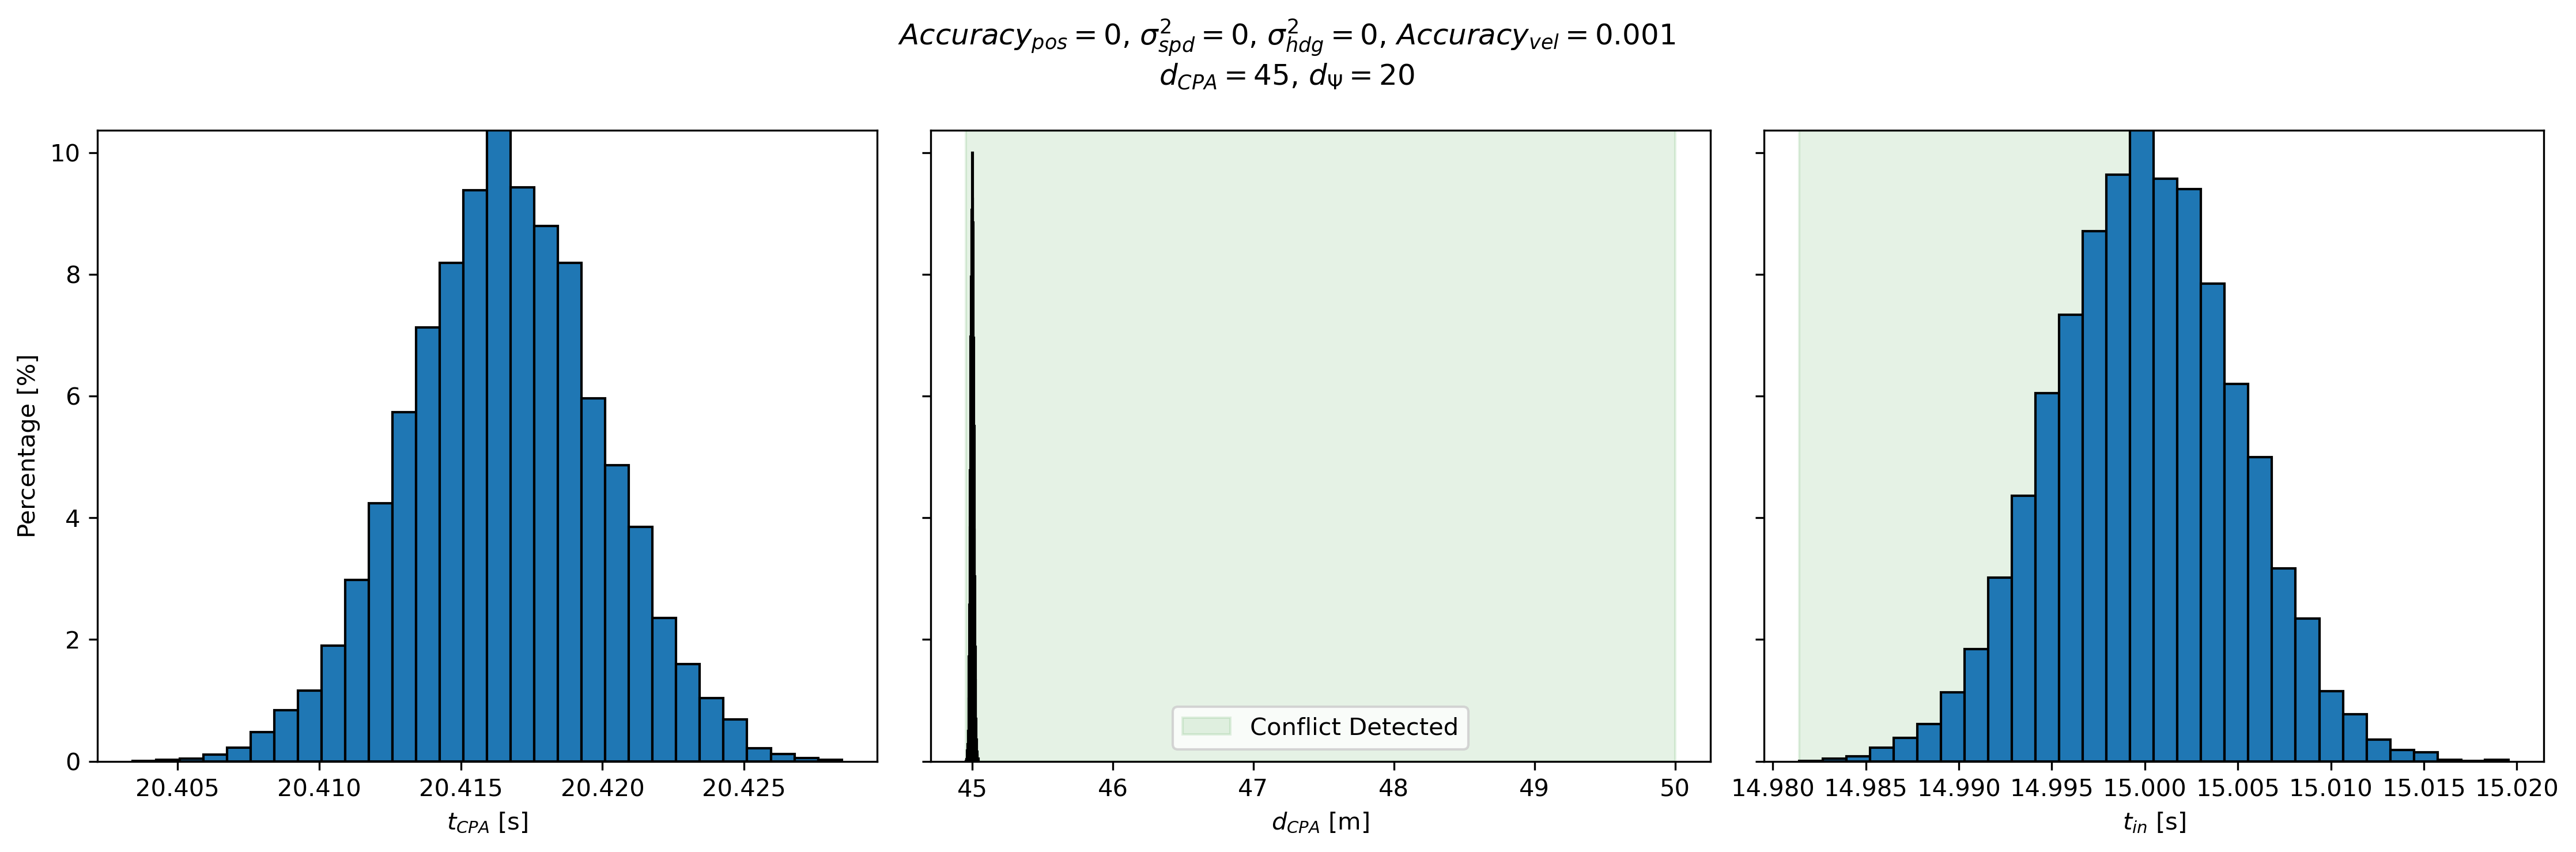 Accuracy_pos = 0, σ²_spd = 0, σ²_hdg = 0, Accuracy_vel = 0.001
d_CPA = 45, d_Ψ = 20
Percentage [%]
10
8
6
4
2
0
20.405 20.410 20.415 20.420 20.425
t_CPA [s]
Conflict Detected
45 46 47 48 49 50
d_CPA [m]
14.980 14.985 14.990 14.995 15.000 15.005 15.010 15.015 15.020
t_in [s]